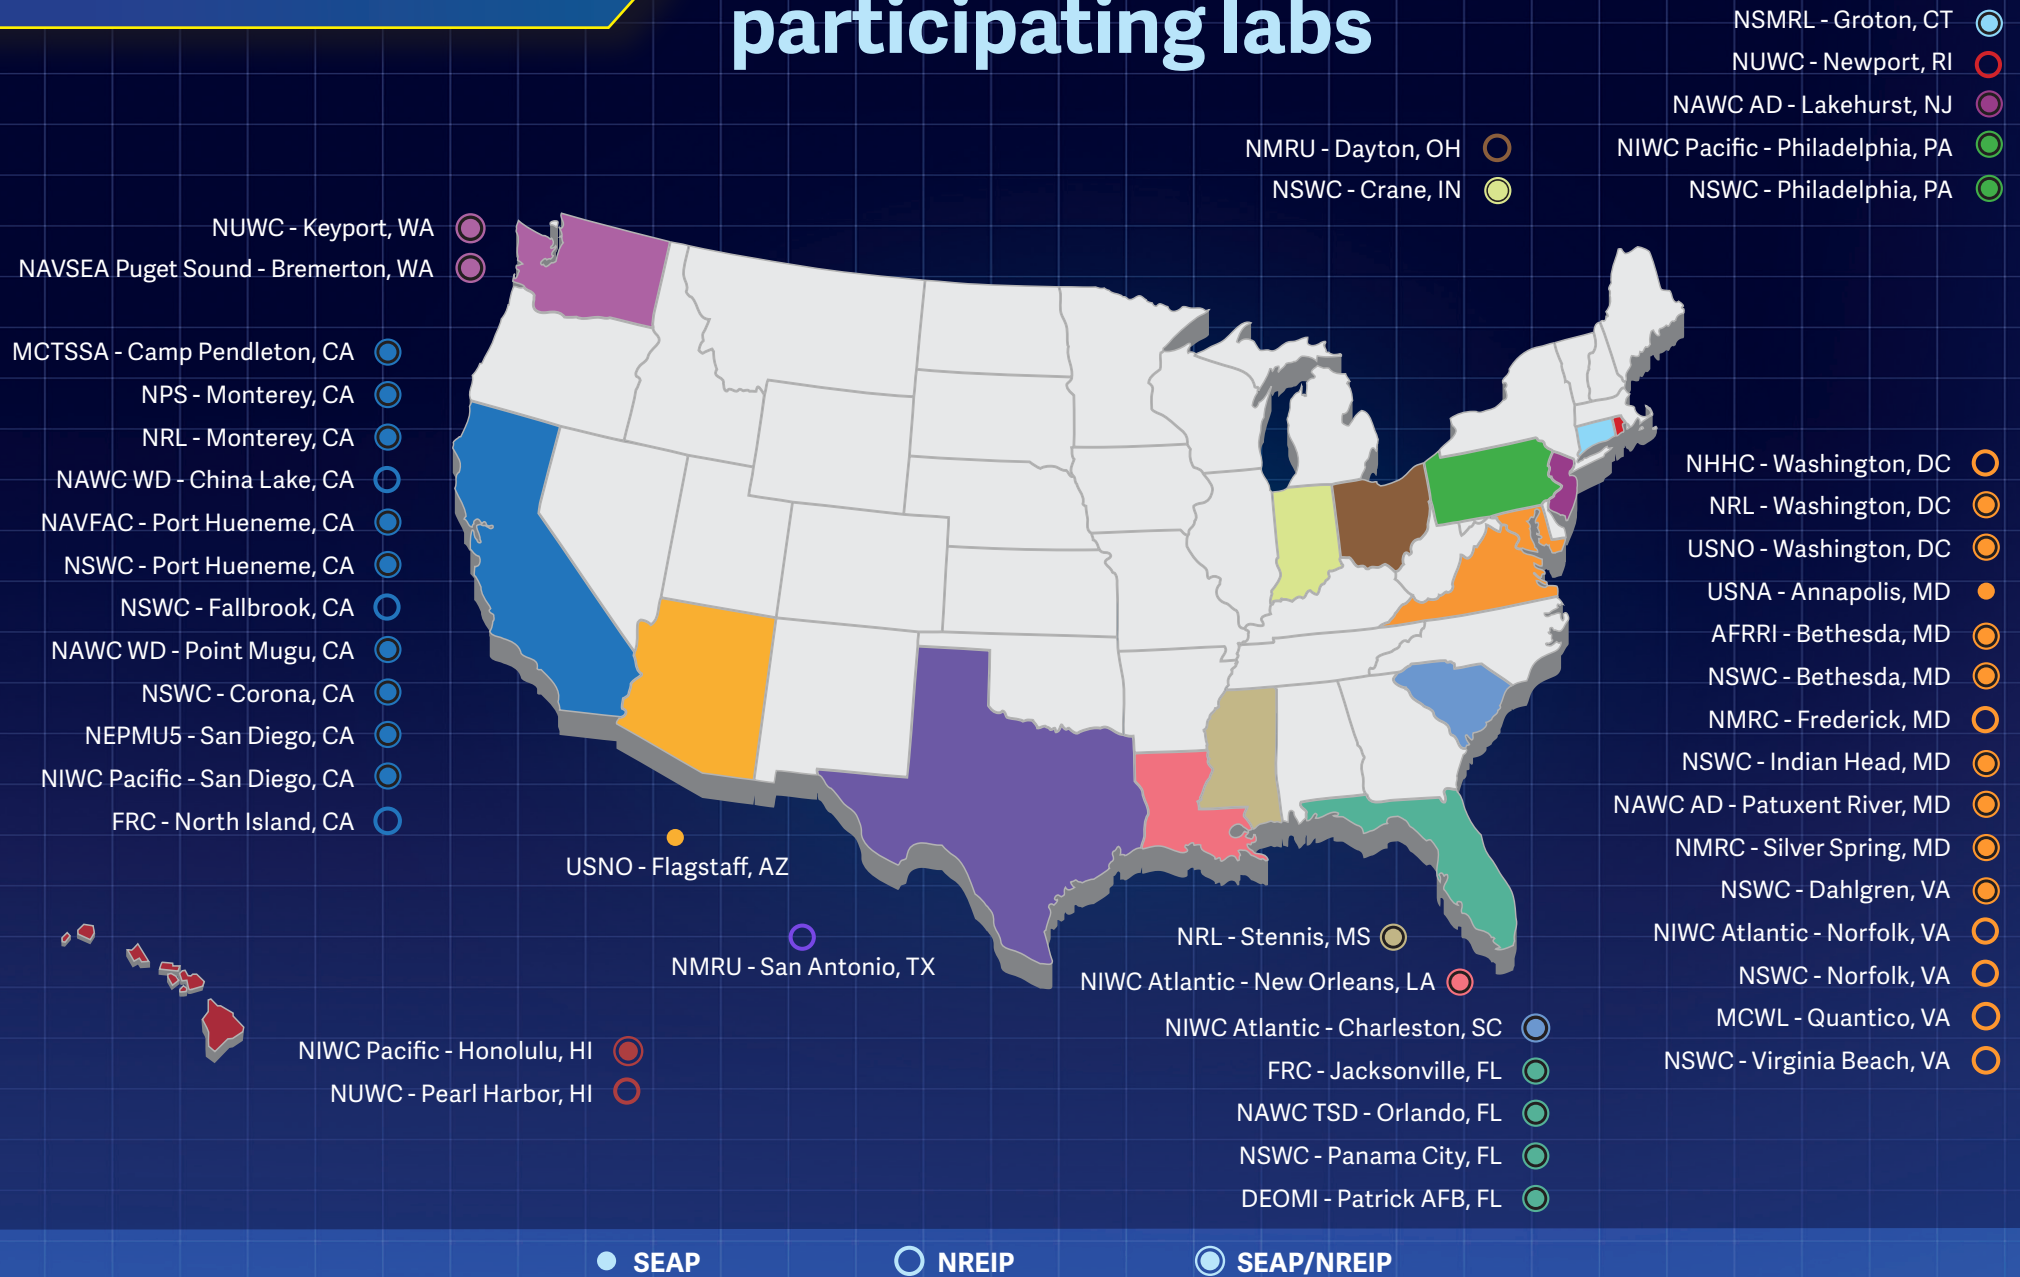 participating labs
NSMRL - Groton, CT
NUWC - Newport, RI
NAWC AD - Lakehurst, NJ
NIWC Pacific - Philadelphia, PA
NSWC - Philadelphia, PA
NMRU - Dayton, OH
NSWC - Crane, IN
NUWC - Keyport, WA
NAVSEA Puget Sound - Bremerton, WA
MCTSSA - Camp Pendleton, CA
NPS - Monterey, CA
NRL - Monterey, CA
NAWC WD - China Lake, CA
NAVFAC - Port Hueneme, CA
NSWC - Port Hueneme, CA
NSWC - Fallbrook, CA
NAWC WD - Point Mugu, CA
NSWC - Corona, CA
NEPMU5 - San Diego, CA
NIWC Pacific - San Diego, CA
FRC - North Island, CA
USNO - Flagstaff, AZ
NMRU - San Antonio, TX
NIWC Pacific - Honolulu, HI
NUWC - Pearl Harbor, HI
NHHC - Washington, DC
NRL - Washington, DC
USNO - Washington, DC
USNA - Annapolis, MD
AFRRI - Bethesda, MD
NSWC - Bethesda, MD
NMRC - Frederick, MD
NSWC - Indian Head, MD
NAWC AD - Patuxent River, MD
NMRC - Silver Spring, MD
NSWC - Dahlgren, VA
NIWC Atlantic - Norfolk, VA
NSWC - Norfolk, VA
MCWL - Quantico, VA
NSWC - Virginia Beach, VA
NRL - Stennis, MS
NIWC Atlantic - New Orleans, LA
NIWC Atlantic - Charleston, SC
FRC - Jacksonville, FL
NAWC TSD - Orlando, FL
NSWC - Panama City, FL
DEOMI - Patrick AFB, FL
SEAP
NREIP
SEAP/NREIP